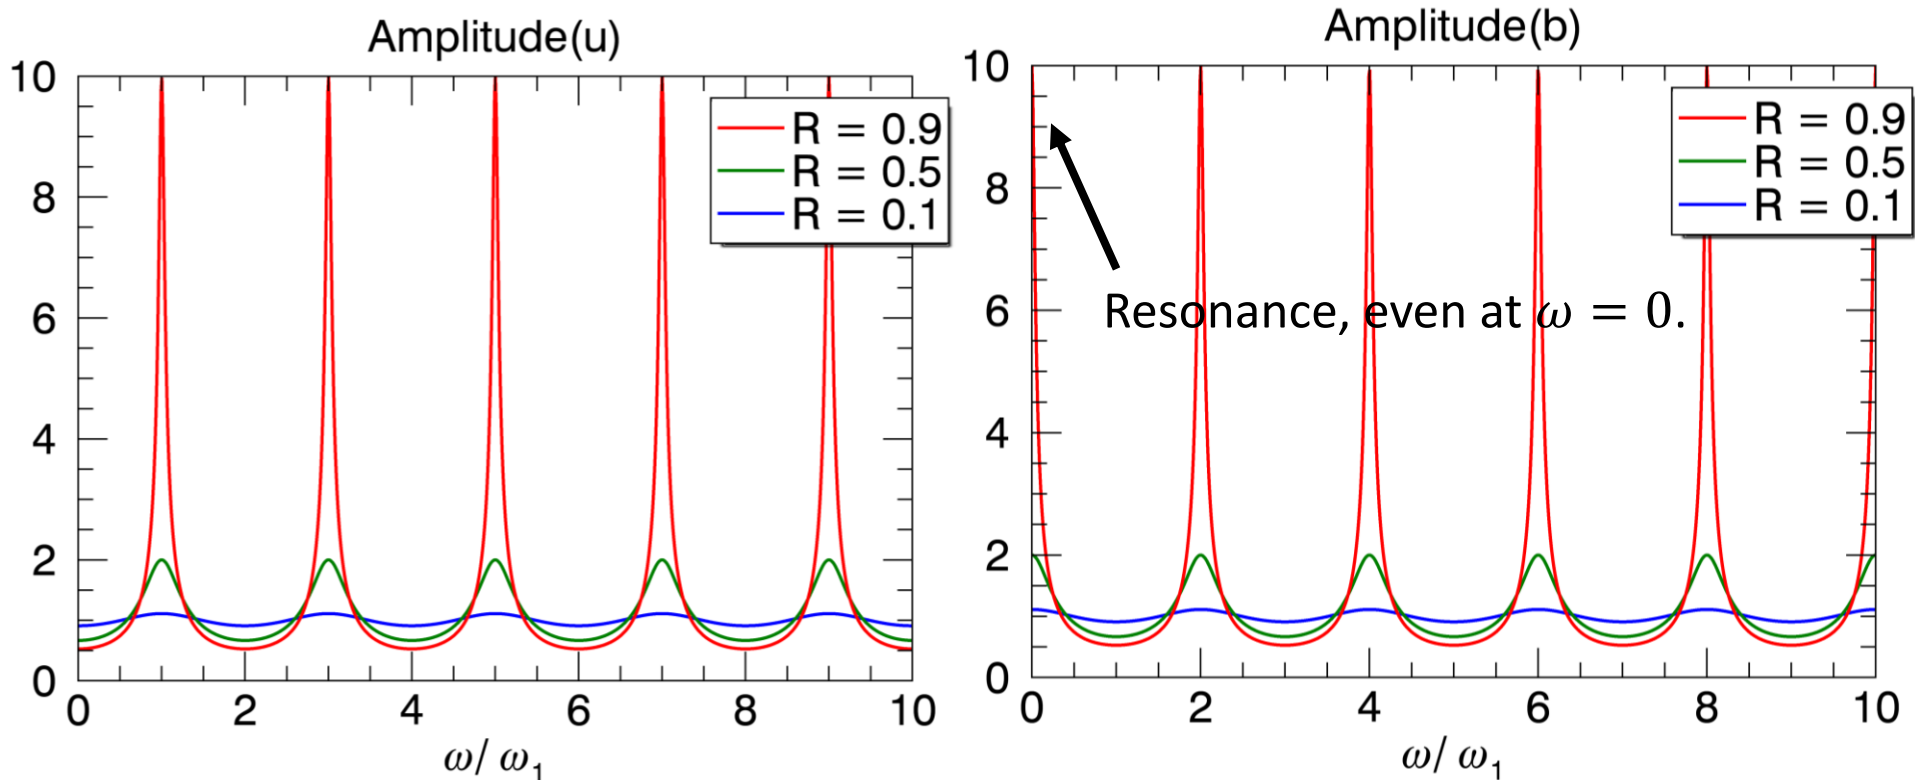 Amplitude(u)
10
8
6
4
2
0
R = 0.9
R = 0.5
R = 0.1
0 2 4 6 8 10
ω/ ω₁
Amplitude(b)
10
8
6
4
2
0
R = 0.9
R = 0.5
R = 0.1
Resonance, even at ω = 0.
0 2 4 6 8 10
ω/ ω₁